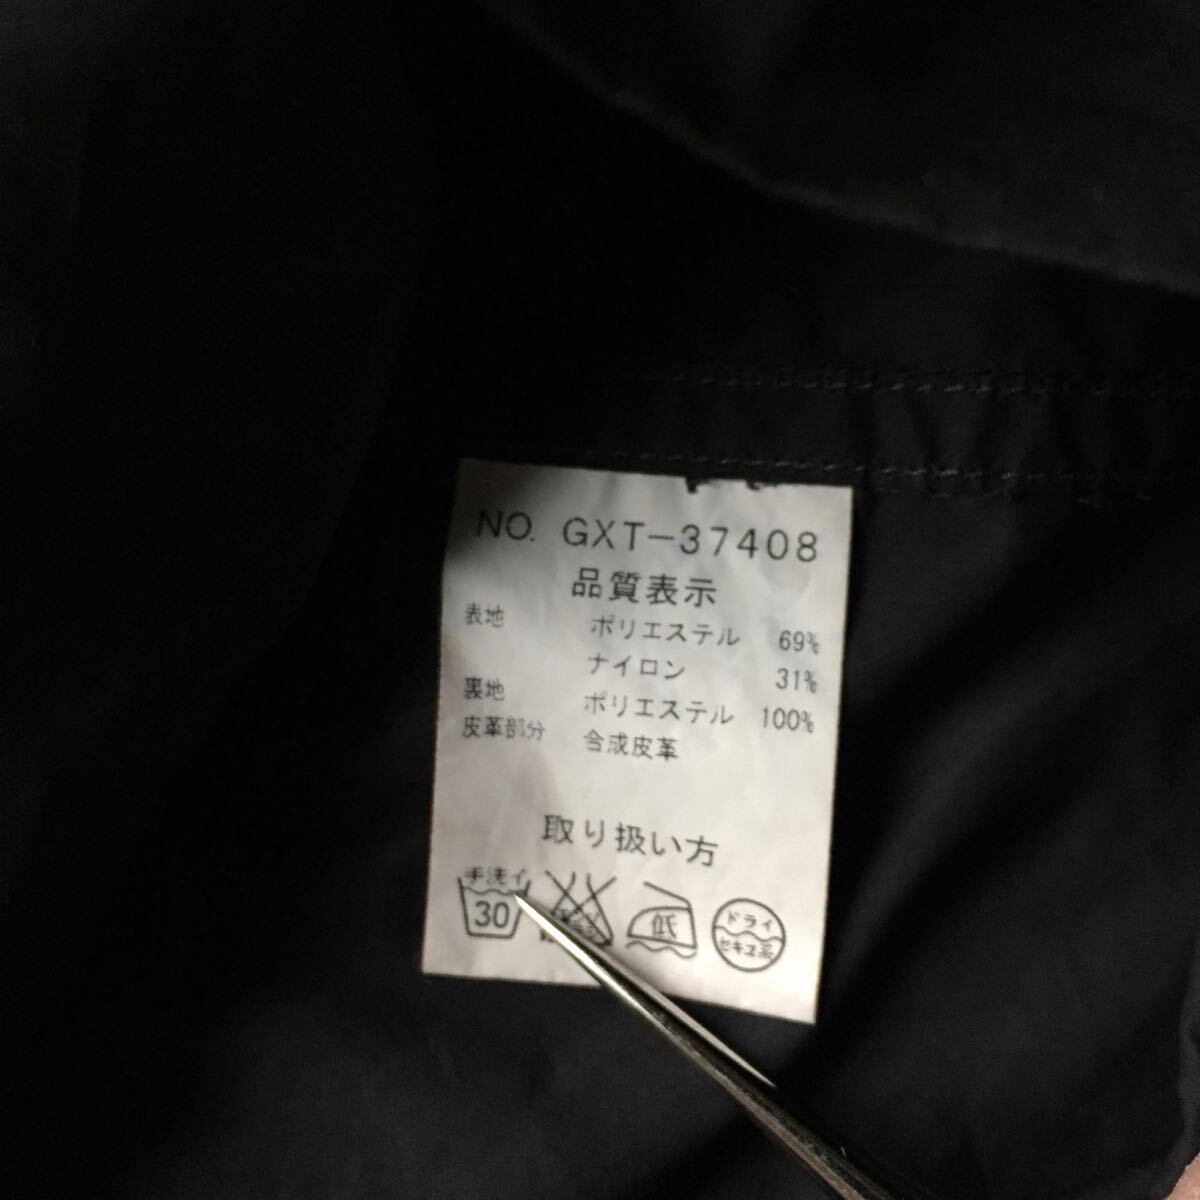 NO. GXT-37408
品質表示
表地 ポリエステル 69%
ナイロン 31%
裏地 ポリエステル 100%
皮革部分 合成皮革
取り扱い方
手洗イ
30
低
ドライ
セキユ系